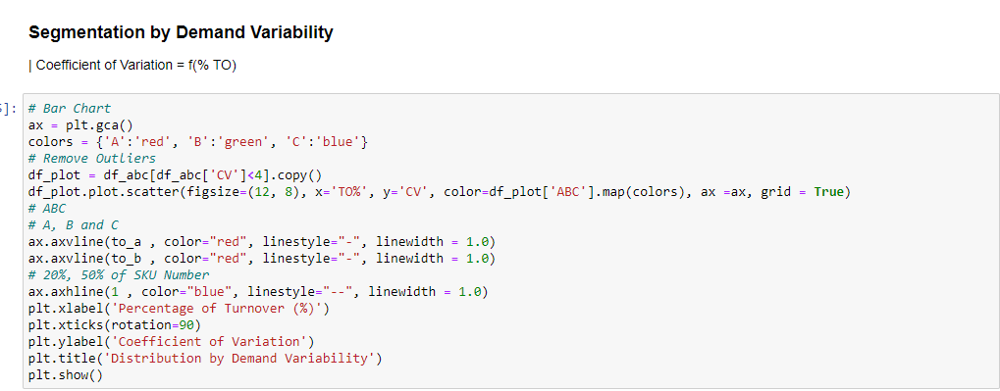 Segmentation by Demand Variability
| Coefficient of Variation = f(% TO)
]: # Bar Chart
ax = plt.gca()
colors = {'A':'red', 'B':'green', 'C':'blue'}
# Remove Outliers
df_plot = df_abc[df_abc['CV']<4].copy()
df_plot.plot.scatter(figsize=(12, 8), x='TO%', y='CV', color=df_plot['ABC'].map(colors), ax =ax, grid = True)
# ABC
# A, B and C
ax.axvline(to_a , color="red", linestyle="-", linewidth = 1.0)
ax.axvline(to_b , color="red", linestyle="-", linewidth = 1.0)
# 20%, 50% of SKU Number
ax.axhline(1 , color="blue", linestyle="--", linewidth = 1.0)
plt.xlabel('Percentage of Turnover (%)')
plt.xticks(rotation=90)
plt.ylabel('Coefficient of Variation')
plt.title('Distribution by Demand Variability')
plt.show()